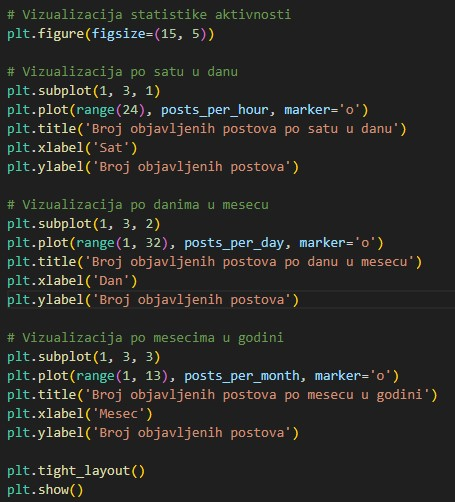 # Vizualizacija statistike aktivnosti
plt.figure(figsize=(15, 5))
# Vizualizacija po satu u danu
plt.subplot(1, 3, 1)
plt.plot(range(24), posts_per_hour, marker='o')
plt.title('Broj objavljenih postova po satu u danu')
plt.xlabel('Sat')
plt.ylabel('Broj objavljenih postova')
# Vizualizacija po danima u mesecu
plt.subplot(1, 3, 2)
plt.plot(range(1, 32), posts_per_day, marker='o')
plt.title('Broj objavljenih postova po danu u mesecu')
plt.xlabel('Dan')
plt.ylabel('Broj objavljenih postova')
# Vizualizacija po mesecima u godini
plt.subplot(1, 3, 3)
plt.plot(range(1, 13), posts_per_month, marker='o')
plt.title('Broj objavljenih postova po mesecu u godini')
plt.xlabel('Mesec')
plt.ylabel('Broj objavljenih postova')
plt.tight_layout()
plt.show()